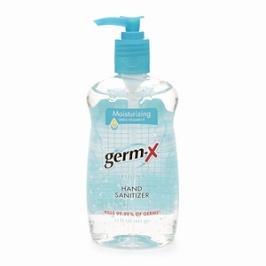 Moisturizing
germ-X
HAND
SANITIZER
KILLS 99.99% OF GERMS*